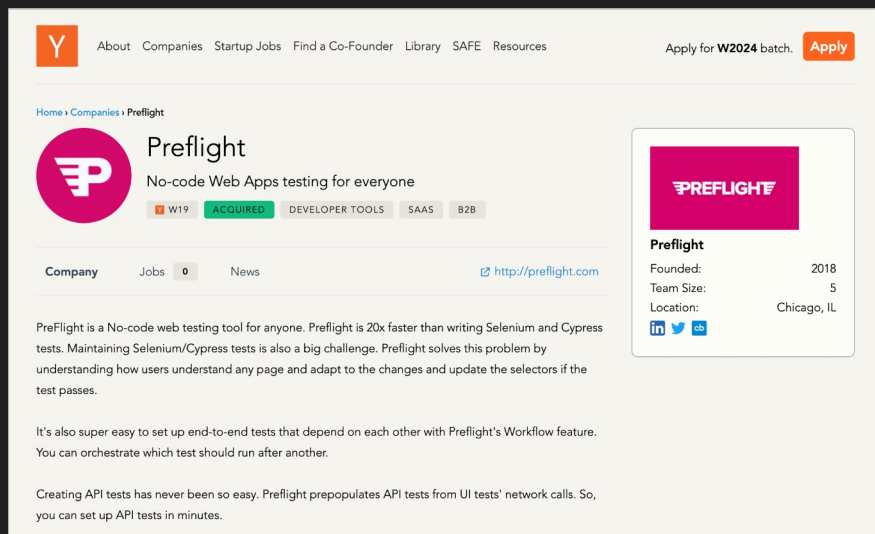 Y
About Companies Startup Jobs Find a Co-Founder Library SAFE Resources
Apply for W2024 batch. Apply
Home › Companies › Preflight
P
Preflight
No-code Web Apps testing for everyone
Y W19 ACQUIRED DEVELOPER TOOLS SAAS B2B
Company Jobs 0 News http://preflight.com
PreFlight is a No-code web testing tool for anyone. Preflight is 20x faster than writing Selenium and Cypress
tests. Maintaining Selenium/Cypress tests is also a big challenge. Preflight solves this problem by
understanding how users understand any page and adapt to the changes and update the selectors if the
test passes.
It's also super easy to set up end-to-end tests that depend on each other with Preflight's Workflow feature.
You can orchestrate which test should run after another.
Creating API tests has never been so easy. Preflight prepopulates API tests from UI tests' network calls. So,
you can set up API tests in minutes.
PREFLIGHT
Preflight
Founded: 2018
Team Size: 5
Location: Chicago, IL
in cb